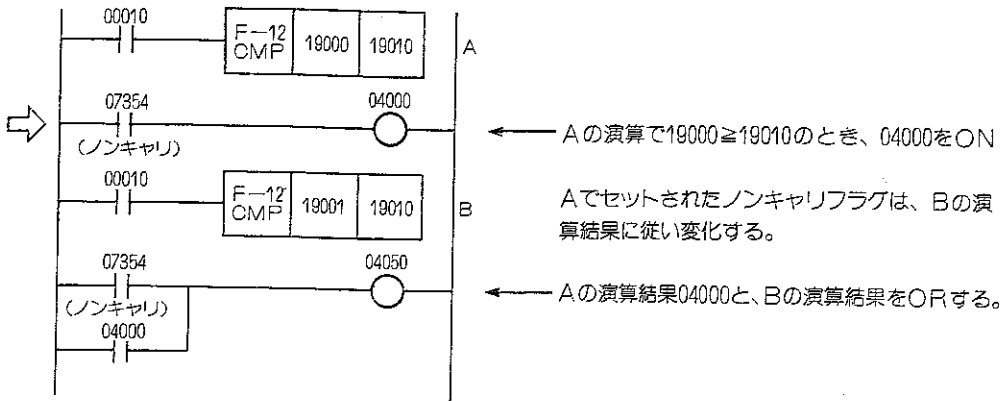 00010
F-12
CMP
19000
19010
A
07354
(ノンキャリ)
04000
Aの演算で19000≧19010のとき、04000をON
00010
F-12
CMP
19001
19010
B
Aでセットされたノンキャリフラグは、Bの演
算結果に従い変化する。
07354
(ノンキャリ)
04050
Aの演算結果04000と、Bの演算結果をORする。
04000